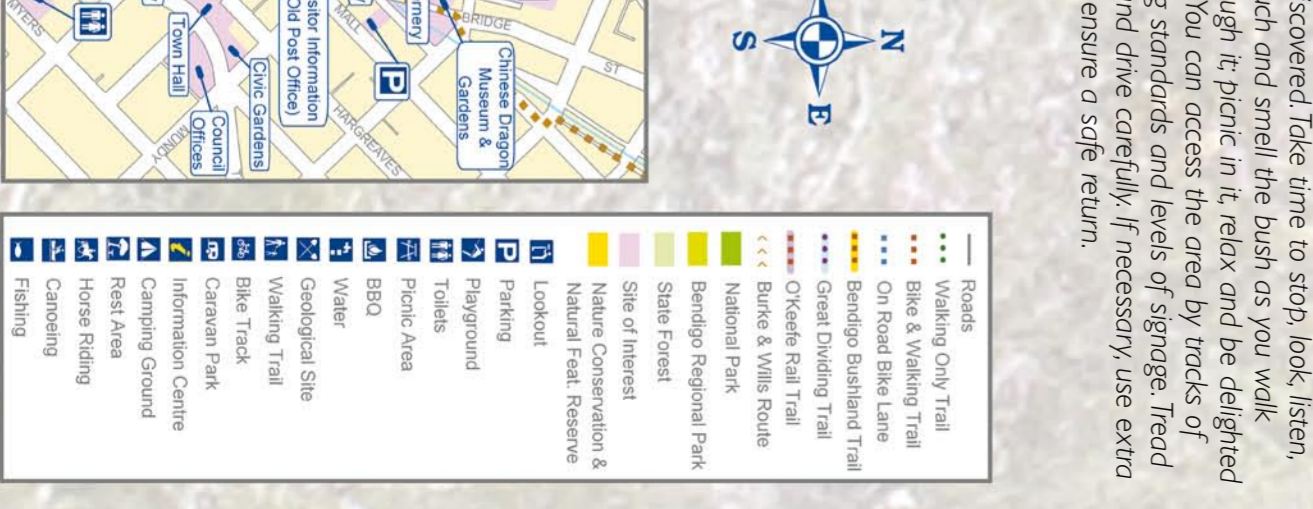 scovered. Take time to stop, look, listen,
uch and smell the bush as you walk
ough it; picnic in it, relax and be delighted
You can access the area by tracks of
g standards and levels of signage. Tread
and drive carefully. If necessary, use extra
ensure a safe return.
N
E
S
MYERS
Town Hall
Council
Offices
Civic Gardens
MUNDY
isitor Information
Old Post Office)
HARGREAVES
MALL
P
rnery
BRIDGE
ST
Chinese Dragon
Museum &
Gardens
Roads
Walking Only Trail
Bike & Walking Trail
On Road Bike Lane
Bendigo Bushland Trail
Great Dividing Trail
O'Keefe Rail Trail
Burke & Wills Route
National Park
Bendigo Regional Park
State Forest
Site of Interest
Nature Conservation &
Natural Feat. Reserve
Lookout
P Parking
Playground
Toilets
Picnic Area
BBQ
Water
Geological Site
Walking Trail
Bike Track
Caravan Park
i Information Centre
Camping Ground
Rest Area
Horse Riding
Canoeing
Fishing